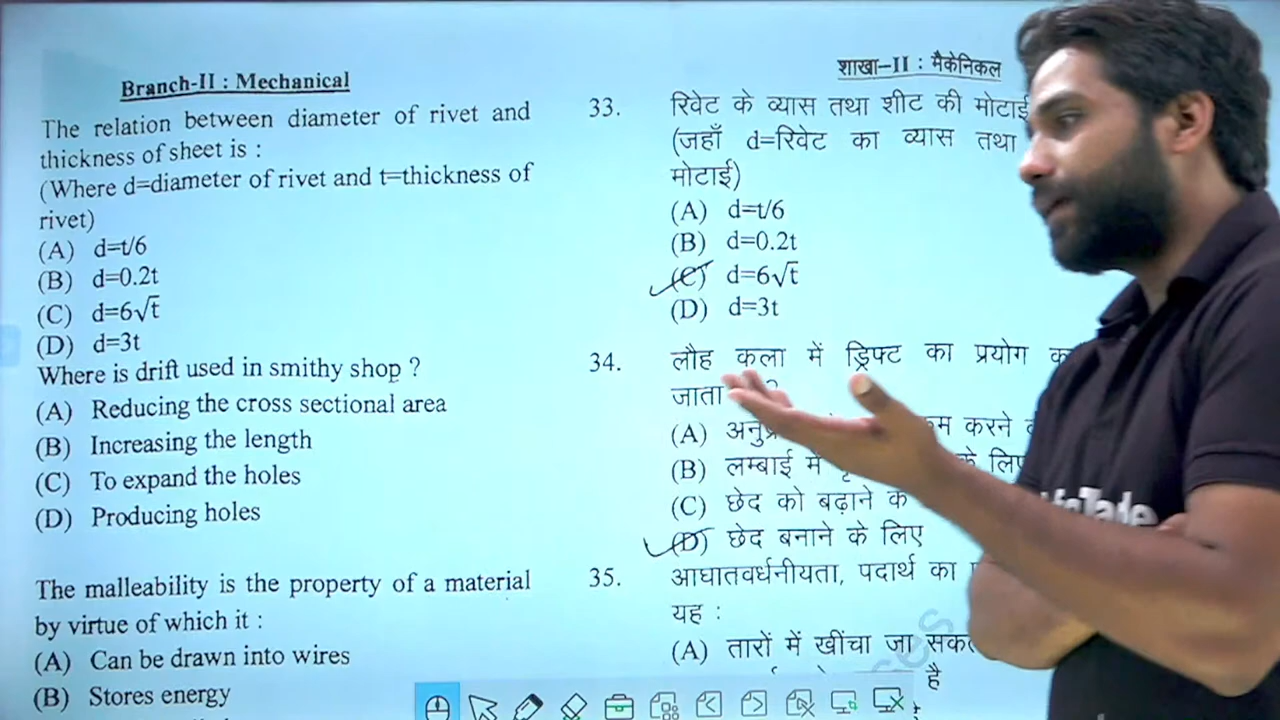 Branch-II : Mechanical
The relation between diameter of rivet and
thickness of sheet is :
(Where d=diameter of rivet and t=thickness of
rivet)
(A) d=t/6
(B) d=0.2t
(C) d=6√t
(D) d=3t
Where is drift used in smithy shop ?
(A) Reducing the cross sectional area
(B) Increasing the length
(C) To expand the holes
(D) Producing holes
The malleability is the property of a material
by virtue of which it :
(A) Can be drawn into wires
(B) Stores energy
शाखा–II : मैकेनिकल
33. रिवेट के व्यास तथा शीट की मोटाई
(जहाँ d=रिवेट का व्यास तथा
मोटाई)
(A) d=t/6
(B) d=0.2t
(C) d=6√t
(D) d=3t
34. लौह कला में ड्रिफ्ट का प्रयोग
जाता
(A) करने
(B) लम्बाई में के
(C) छेद को बढ़ाने के
(D) छेद बनाने के लिए
35. आघातवर्धनीयता, पदार्थ का
यह :
(A) तारों में खींचा जा
है